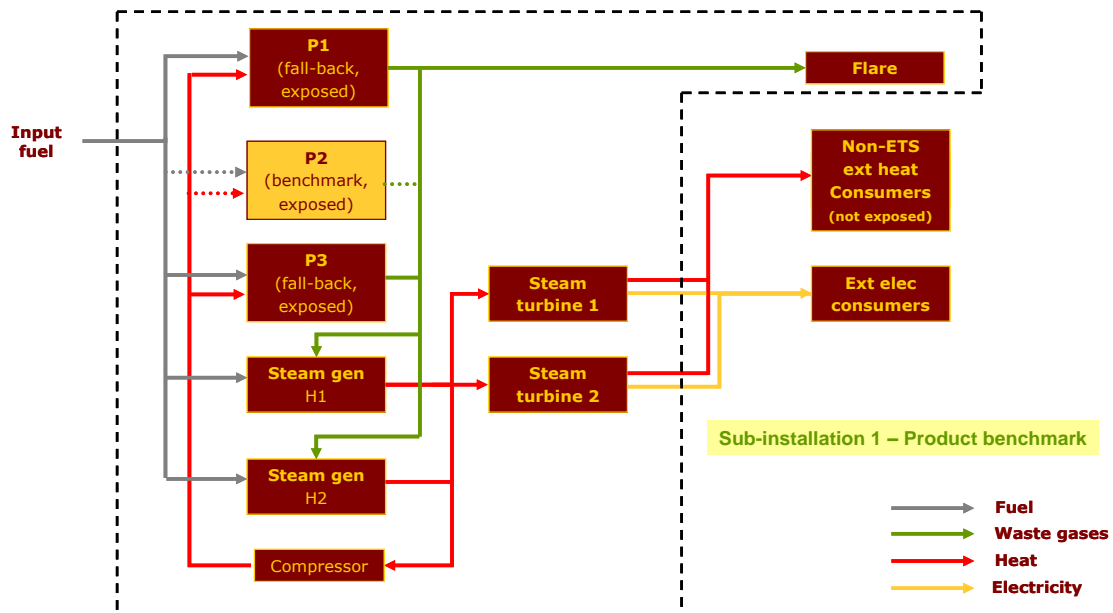 P1
(fall-back,
exposed)
Flare
Input
fuel
P2
(benchmark,
exposed)
Non-ETS
ext heat
Consumers
(not exposed)
P3
(fall-back,
exposed)
Steam
turbine 1
Ext elec
consumers
Steam gen
H1
Steam
turbine 2
Sub-installation 1 – Product benchmark
Steam gen
H2
Fuel
Waste gases
Heat
Electricity
Compressor